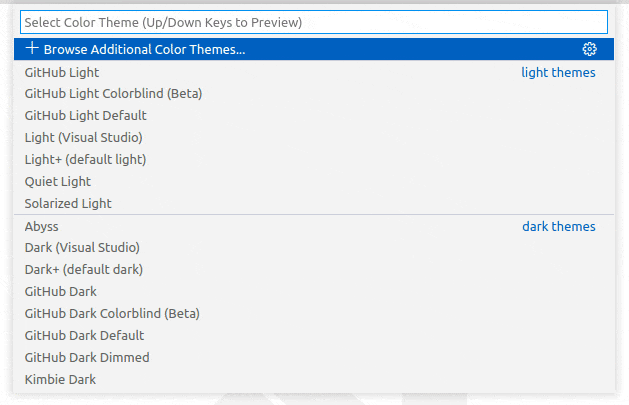 Select Color Theme (Up/Down Keys to Preview)
Browse Additional Color Themes...
GitHub Light light themes
GitHub Light Colorblind (Beta)
GitHub Light Default
Light (Visual Studio)
Light+ (default light)
Quiet Light
Solarized Light
Abyss dark themes
Dark (Visual Studio)
Dark+ (default dark)
GitHub Dark
GitHub Dark Colorblind (Beta)
GitHub Dark Default
GitHub Dark Dimmed
Kimbie Dark